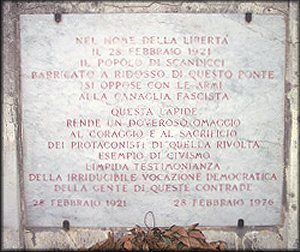 NEL NOME DELLA LIBERTA'
IL 28 FEBBRAIO 1921
IL POPOLO DI SCANDICCI
BARRICATO A RIDOSSO DI QUESTO PONTE
SI OPPOSE CON LE ARMI
ALLA CANAGLIA FASCISTA
QUESTA LAPIDE
RENDE UN DOVEROSO OMAGGIO
AL CORAGGIO E AL SACRIFICIO
DEI PROTAGONISTI DI QUELLA RIVOLTA
ESEMPIO DI CIVISMO
LIMPIDA TESTIMONIANZA
DELLA IRRIDUCIBILE VOCAZIONE DEMOCRATICA
DELLA GENTE DI QUESTE CONTRADE
28 FEBBRAIO 1921 28 FEBBRAIO 1976